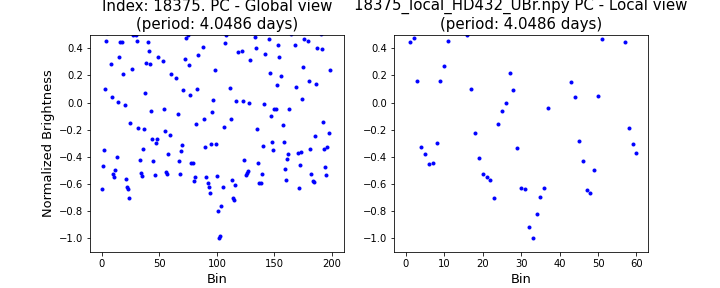 Index: 18375. PC - Global view
(period: 4.0486 days)
18375_local_HD432_UBr.npy PC - Local view
(period: 4.0486 days)
Normalized Brightness
0.4
0.2
0.0
−0.2
−0.4
−0.6
−0.8
−1.0
0 50 100 150 200
Bin
0.4
0.2
0.0
−0.2
−0.4
−0.6
−0.8
−1.0
0 10 20 30 40 50 60
Bin